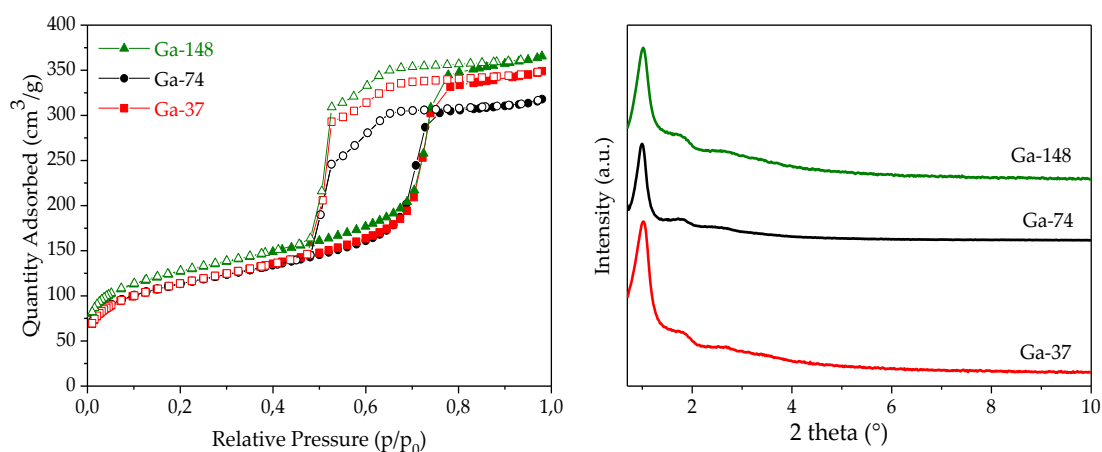 400
350
300
250
200
150
100
50
0
Quantity Adsorbed (cm³/g)
Ga-148
Ga-74
Ga-37
0,0
0,2
0,4
0,6
0,8
1,0
Relative Pressure (p/p₀)
Intensity (a.u.)
Ga-148
Ga-74
Ga-37
2
4
6
8
10
2 theta (°)